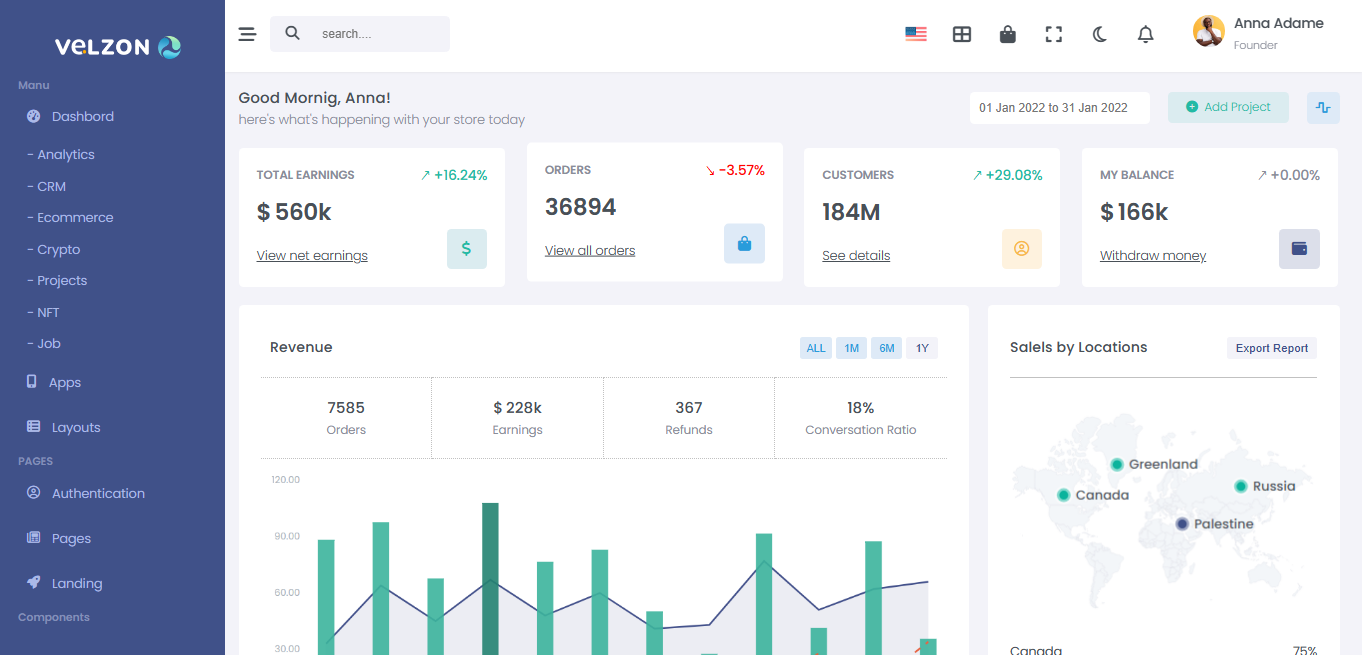 VELZON
Manu
Dashbord
- Analytics
- CRM
- Ecommerce
- Crypto
- Projects
- NFT
- Job
Apps
Layouts
PAGES
Authentication
Pages
Landing
Components
search....
Anna Adame
Founder
Good Mornig, Anna!
here's what's happening with your store today
01 Jan 2022 to 31 Jan 2022
Add Project
TOTAL EARNINGS
+16.24%
$ 560k
View net earnings
$
ORDERS
-3.57%
36894
View all orders
CUSTOMERS
+29.08%
184M
See details
MY BALANCE
+0.00%
$ 166k
Withdraw money
Revenue
ALL 1M 6M 1Y
7585
Orders
$ 228k
Earnings
367
Refunds
18%
Conversation Ratio
120.00
90.00
60.00
30.00
Salels by Locations
Export Report
Greenland
Canada
Russia
Palestine
Canada 75%